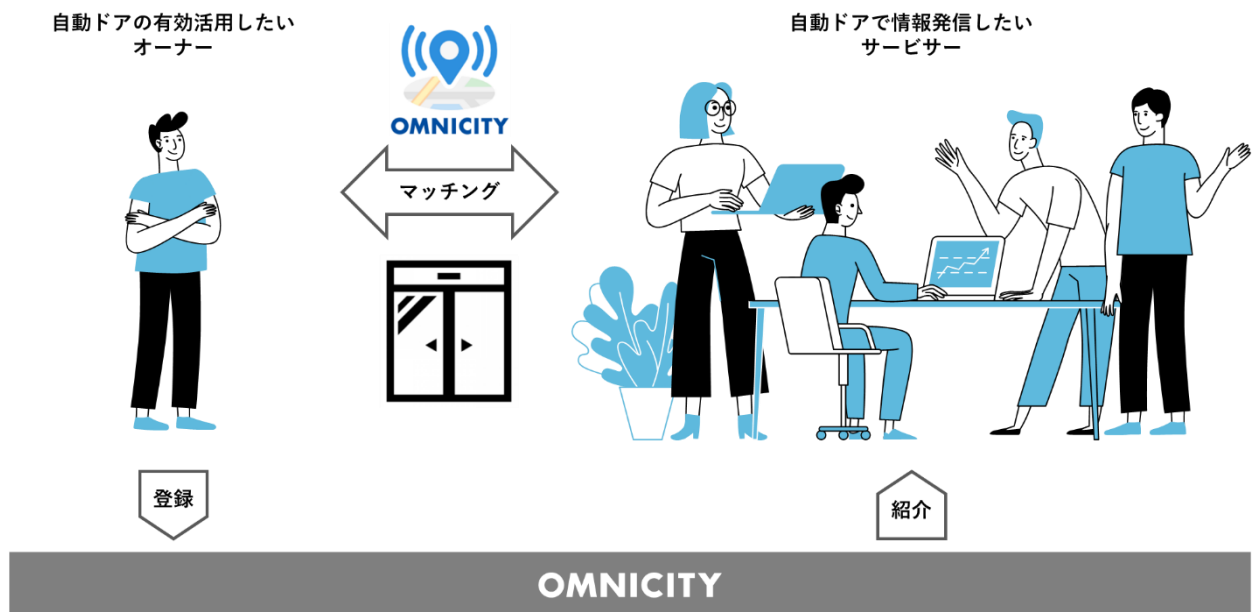 自動ドアの有効活用したい
オーナー
OMNICITY
マッチング
自動ドアで情報発信したい
サービサー
登録
紹介
OMNICITY